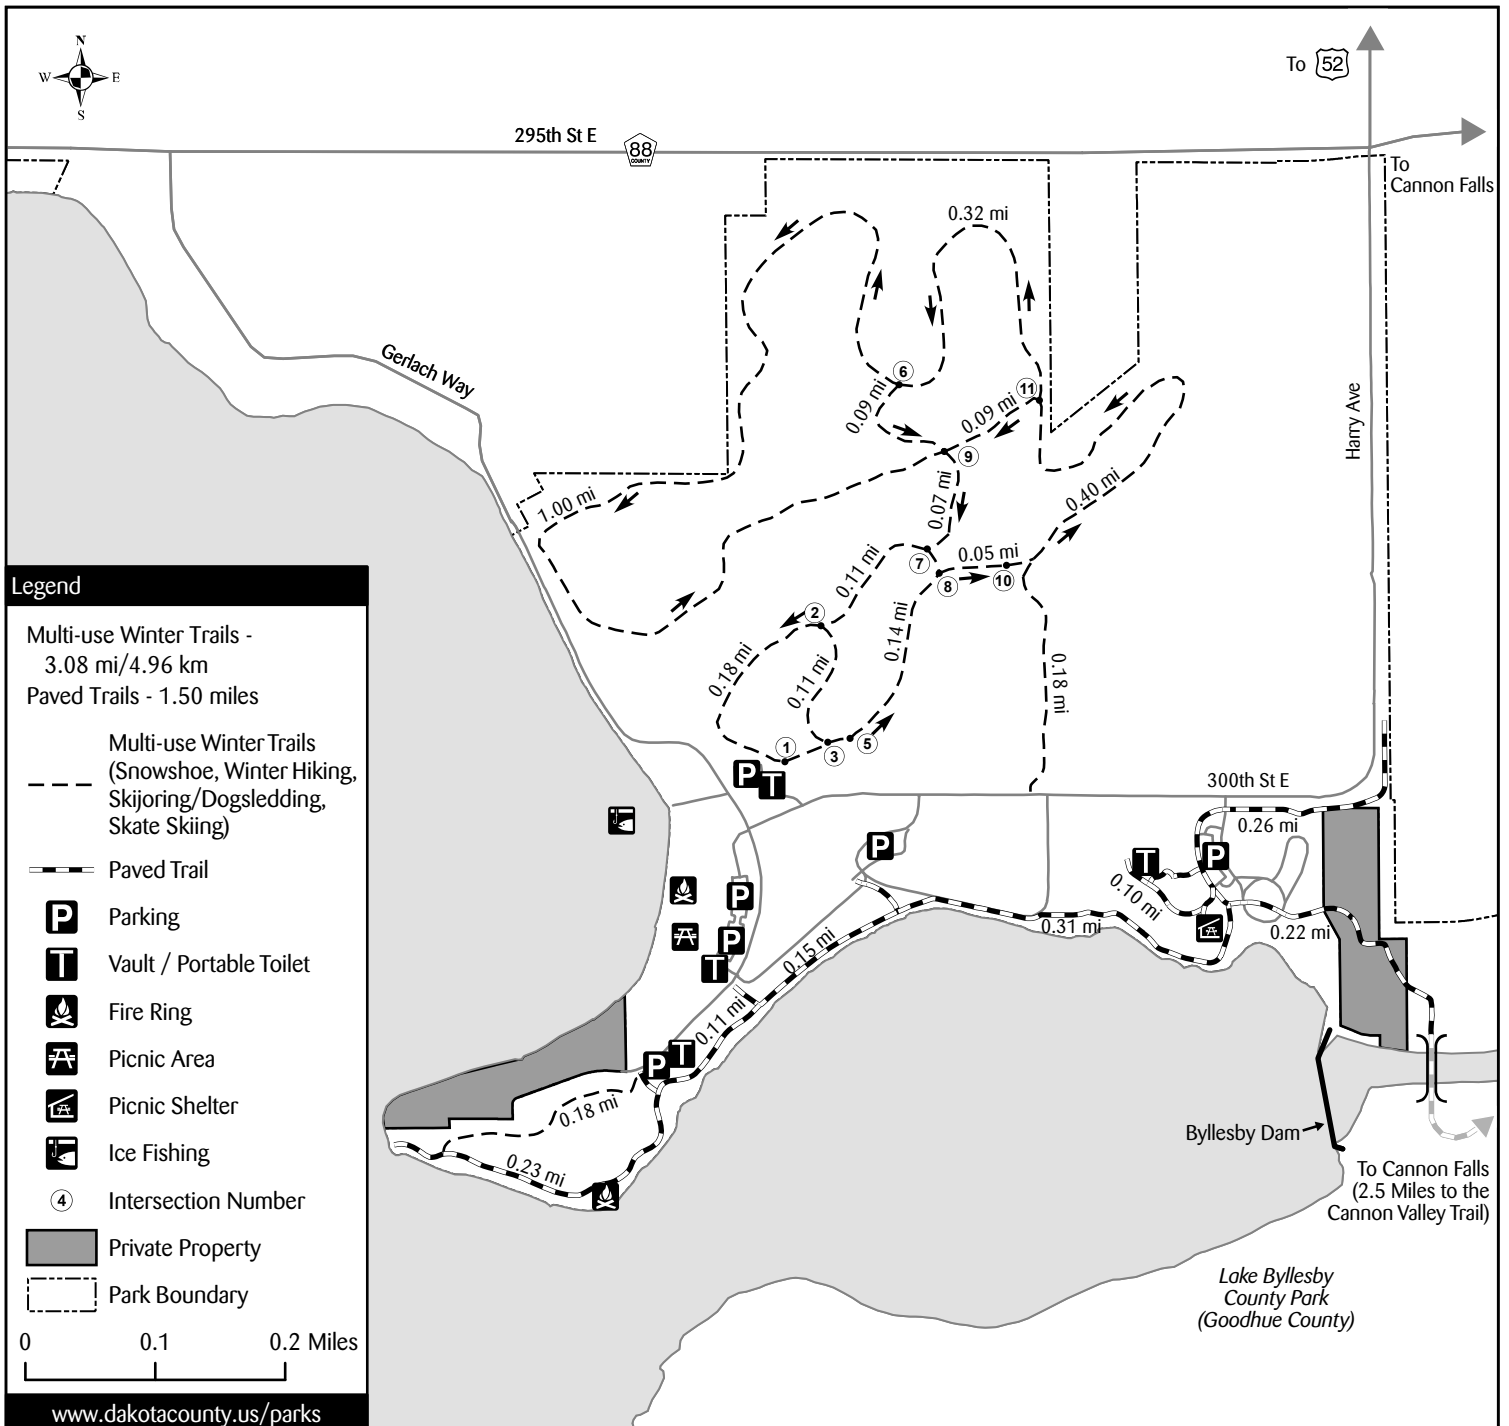 N
W E
S
To 52
295th St E
88
COUNTY
To
Cannon Falls
0.32 mi
Gerlach Way
6
11
0.09 mi
0.09 mi
Harry Ave
9
1.00 mi
0.07 mi
0.40 mi
0.11 mi
7
0.05 mi
8
10
2
0.14 mi
0.18 mi
0.11 mi
0.18 mi
1
3
5
P
T
300th St E
0.26 mi
P
T
P
0.10 mi
P
0.31 mi
0.22 mi
P
T
0.15 mi
0.11 mi
P
T
0.18 mi
0.23 mi
Byllesby Dam
To Cannon Falls
(2.5 Miles to the
Cannon Valley Trail)
Lake Byllesby
County Park
(Goodhue County)
Legend
Multi-use Winter Trails -
3.08 mi/4.96 km
Paved Trails - 1.50 miles
Multi-use Winter Trails
(Snowshoe, Winter Hiking,
Skijoring/Dogsledding,
Skate Skiing)
Paved Trail
P Parking
T Vault / Portable Toilet
Fire Ring
Picnic Area
Picnic Shelter
Ice Fishing
4 Intersection Number
Private Property
Park Boundary
0 0.1 0.2 Miles
www.dakotacounty.us/parks